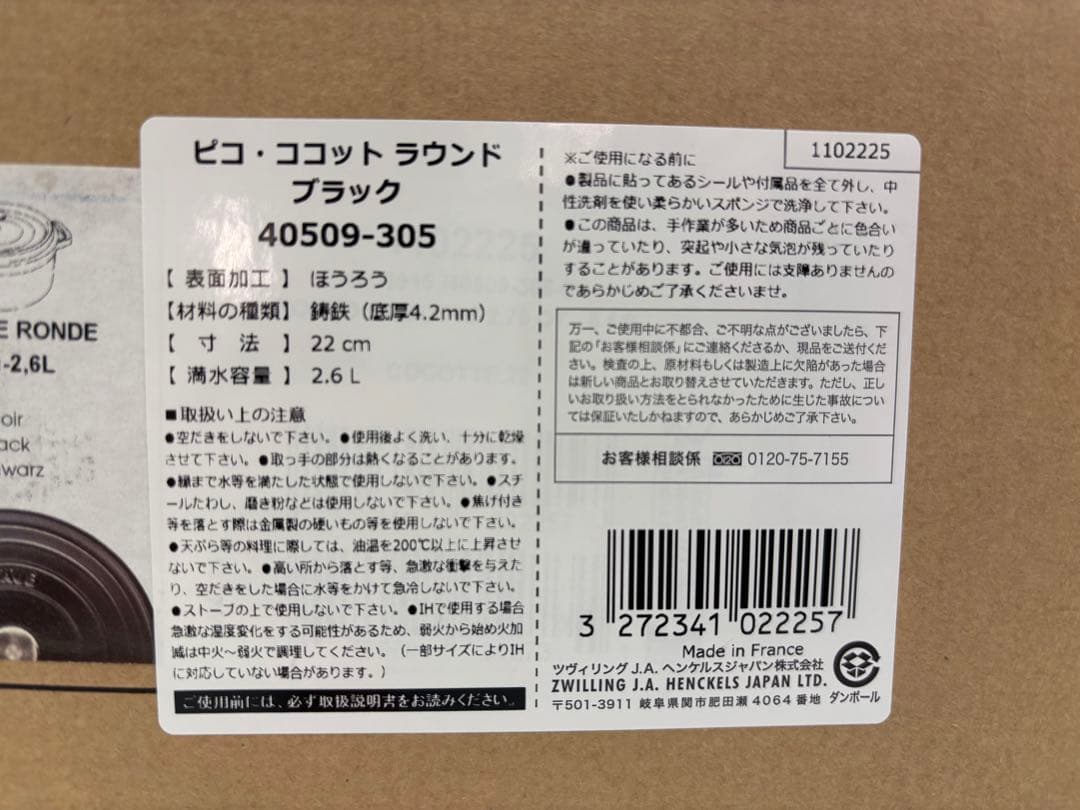 E RONDE
-2,6L
oir
ack
warz
ピコ・ココット ラウンド
ブラック
40509-305
【 表面加工 】 ほうろう
【材料の種類】 鋳鉄（底厚4.2mm）
【 寸 法 】 22 cm
【 満水容量 】 2.6 L
■取扱い上の注意
●空だきをしないで下さい。●使用後よく洗い、十分に乾燥
させて下さい。●取っ手の部分は熱くなることがあります。
●縁まで水等を満たした状態で使用しないで下さい。●スチ
ールたわし、磨き粉などは使用しないで下さい。●焦げ付き
等を落とす際は金属製の硬いもの等を使用しないで下さい。
●天ぷら等の料理に際しては、油温を200℃以上に上昇させ
ないで下さい。●高い所から落とす等、急激な衝撃を与えた
り、空だきをした場合に水等をかけて急冷しないで下さい。
●ストーブの上で使用しないで下さい。●IHで使用する場合
急激な温度変化をする可能性があるため、弱火から始め火加
減は中火～弱火で調理してください。（一部サイズによりIH
に対応していない場合があります。）
ご使用前には、必ず取扱説明書をお読みください。
1102225
※ご使用になる前に
●製品に貼ってあるシールや付属品を全て外し、中
性洗剤を使い柔らかいスポンジで洗浄して下さい。
●この商品は、手作業が多いため商品ごとに色合い
が違っていたり、突起や小さな気泡が残っていたり
することがあります。ご使用には支障ありませんの
であらかじめご了承くださいませ。
万一、ご使用中に不都合、ご不明な点がございましたら、下
記の「お客様相談係」にご連絡くださるか、現品をご送付くだ
さい。検査の上、原材料もしくは製造上に欠陥があった場合
は新しい商品とお取り替えさせていただきます。ただし、正し
いお取り扱い方法をとられなかったために生じた事故につい
ては保証いたしかねますので、あらかじめご了承下さい。
お客様相談係 0120-75-7155
3 272341 022257
Made in France
ツヴィリング J.A. ヘンケルスジャパン株式会社
ZWILLING J.A. HENCKELS JAPAN LTD.
〒501-3911 岐阜県関市肥田瀬 4064 番地
ダンボール